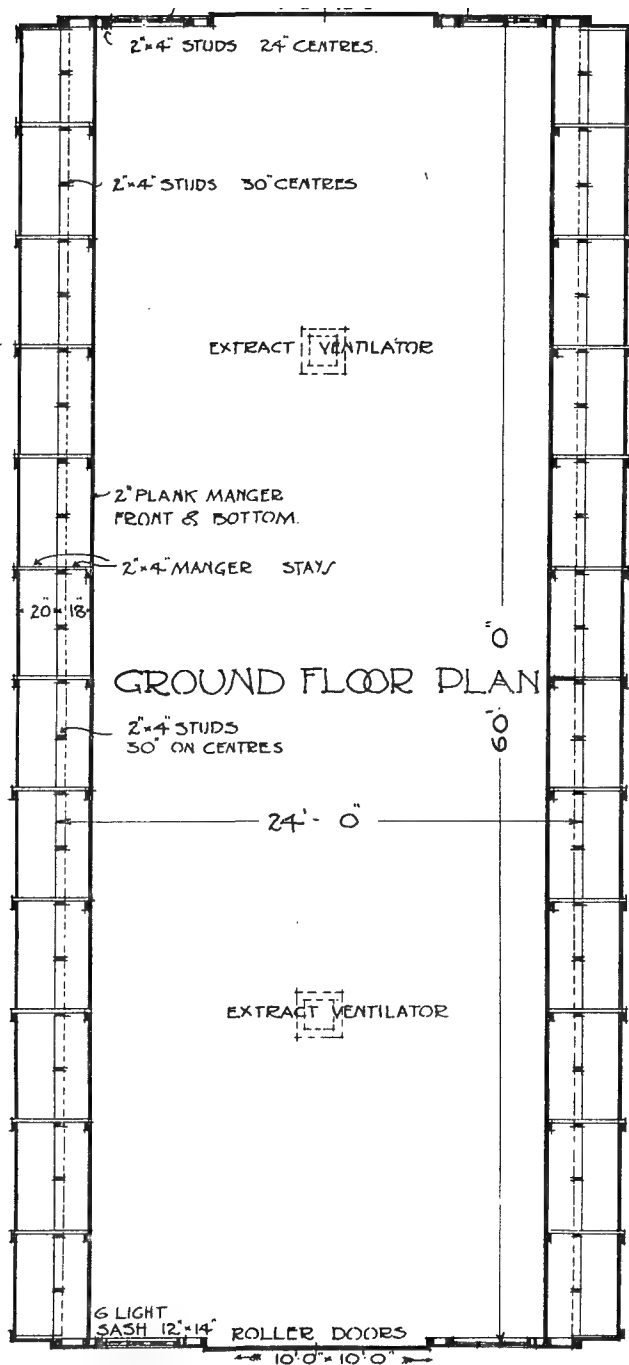 2"×4" STUDS 24" CENTRES.
2"×4" STUDS 30" CENTRES
EXTRACT VENTILATOR
2" PLANK MANGER
FRONT & BOTTOM.
2"×4" MANGER STAYS
20" 18"
GROUND FLOOR PLAN
60'-0"
2"×4" STUDS
30" ON CENTRES
24'-0"
EXTRACT VENTILATOR
6 LIGHT
SASH 12"×14"
ROLLER DOORS
10'0"×10'0"